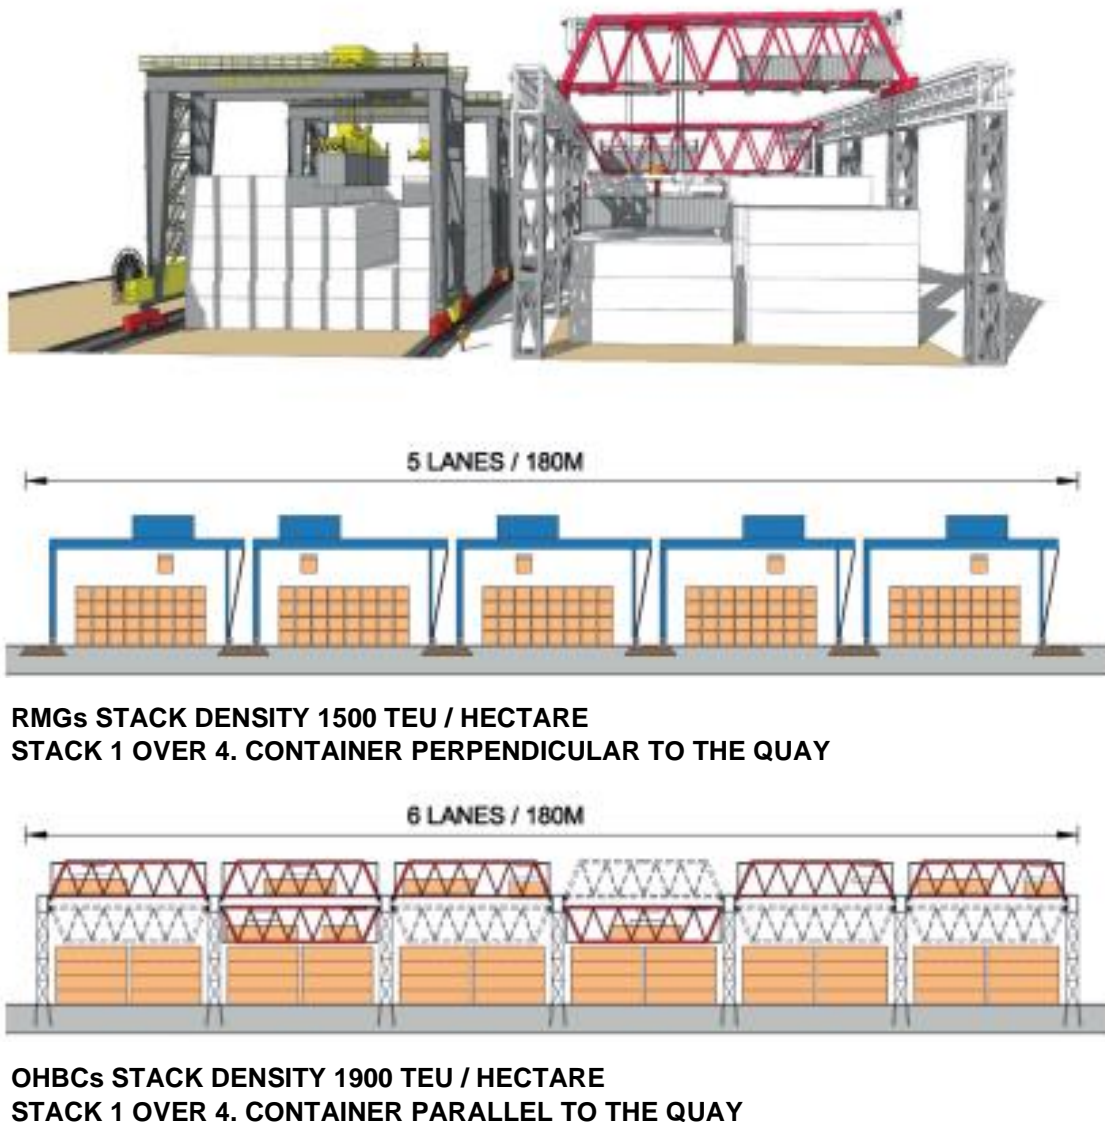 5 LANES / 180M
RMGs STACK DENSITY 1500 TEU / HECTARE
STACK 1 OVER 4. CONTAINER PERPENDICULAR TO THE QUAY
6 LANES / 180M
OHBCs STACK DENSITY 1900 TEU / HECTARE
STACK 1 OVER 4. CONTAINER PARALLEL TO THE QUAY